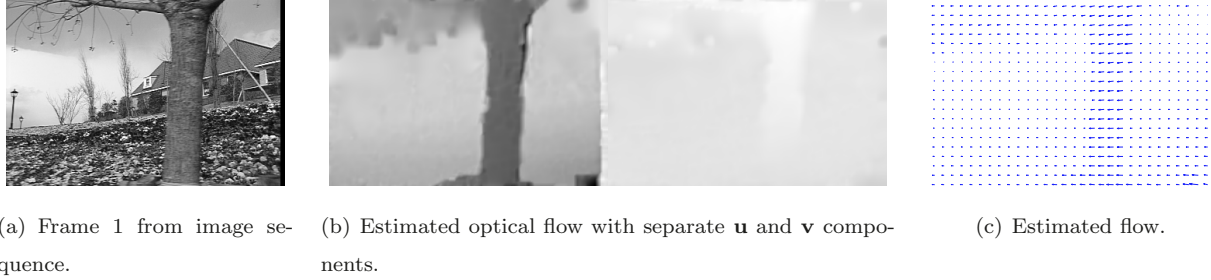 (a) Frame 1 from image se-
quence.
(b) Estimated optical flow with separate u and v compo-
nents.
(c) Estimated flow.